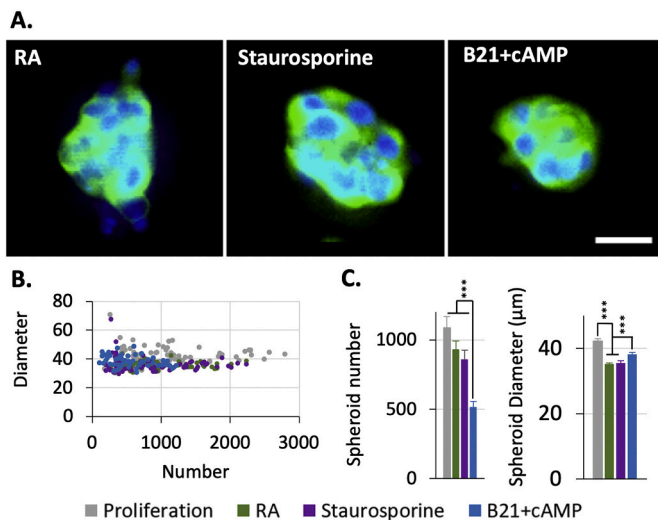 A.
RA
Staurosporine
B21+cAMP
B.
80
60
40
20
0
Diameter
0 1000 2000 3000
Number
C.
Spheroid number
1000
500
0
***
Spheroid Diameter (µm)
40
20
0
***
***
Proliferation RA Staurosporine B21+cAMP